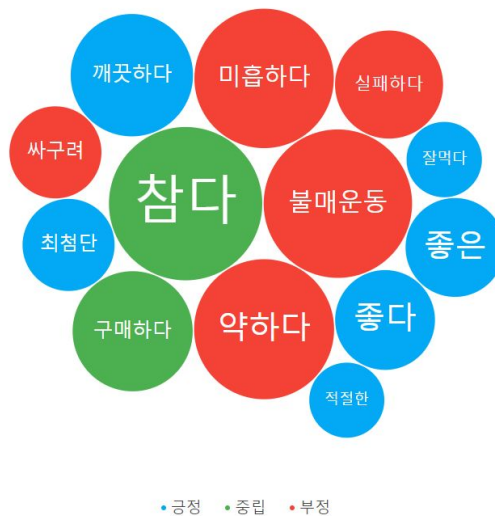 깨끗하다
미흡하다
실패하다
싸구려
잘먹다
참다
불매운동
최첨단
좋은
구매하다
약하다
좋다
적절한
긍정 중립 부정